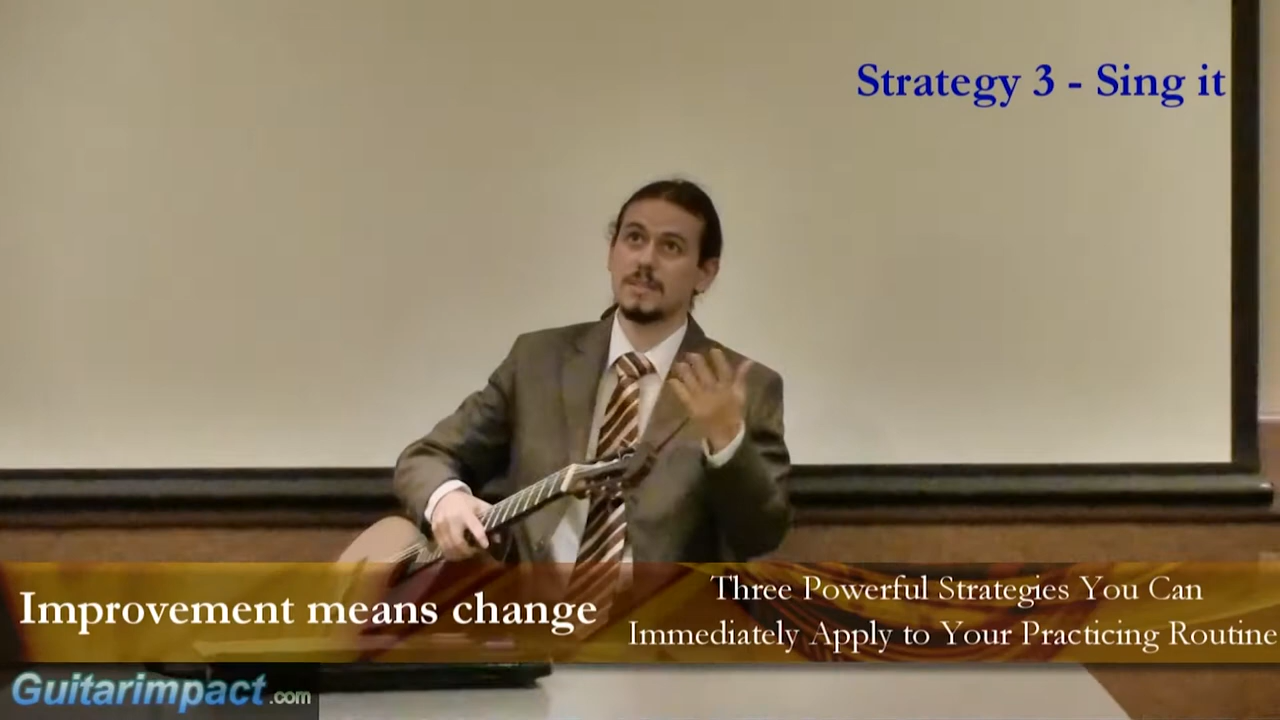 Strategy 3 - Sing it
Improvement means change
Three Powerful Strategies You Can
Immediately Apply to Your Practicing Routine
Guitarimpact.com